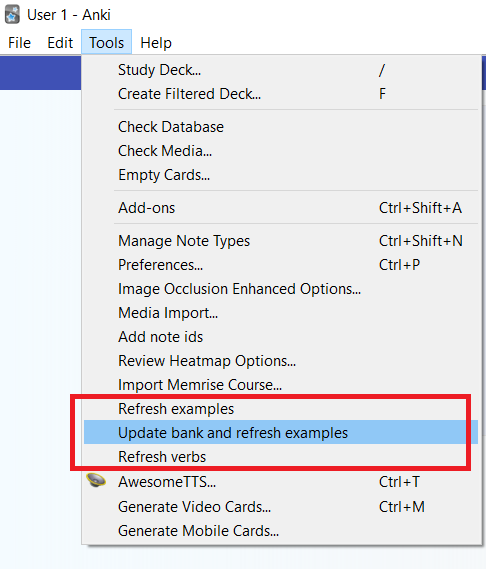 User 1 - Anki
File Edit Tools Help
Study Deck... /
Create Filtered Deck... F
Check Database
Check Media...
Empty Cards...
Add-ons Ctrl+Shift+A
Manage Note Types Ctrl+Shift+N
Preferences... Ctrl+P
Image Occlusion Enhanced Options...
Media Import...
Add note ids
Review Heatmap Options...
Import Memrise Course...
Refresh examples
Update bank and refresh examples
Refresh verbs
AwesomeTTS... Ctrl+T
Generate Video Cards... Ctrl+M
Generate Mobile Cards...